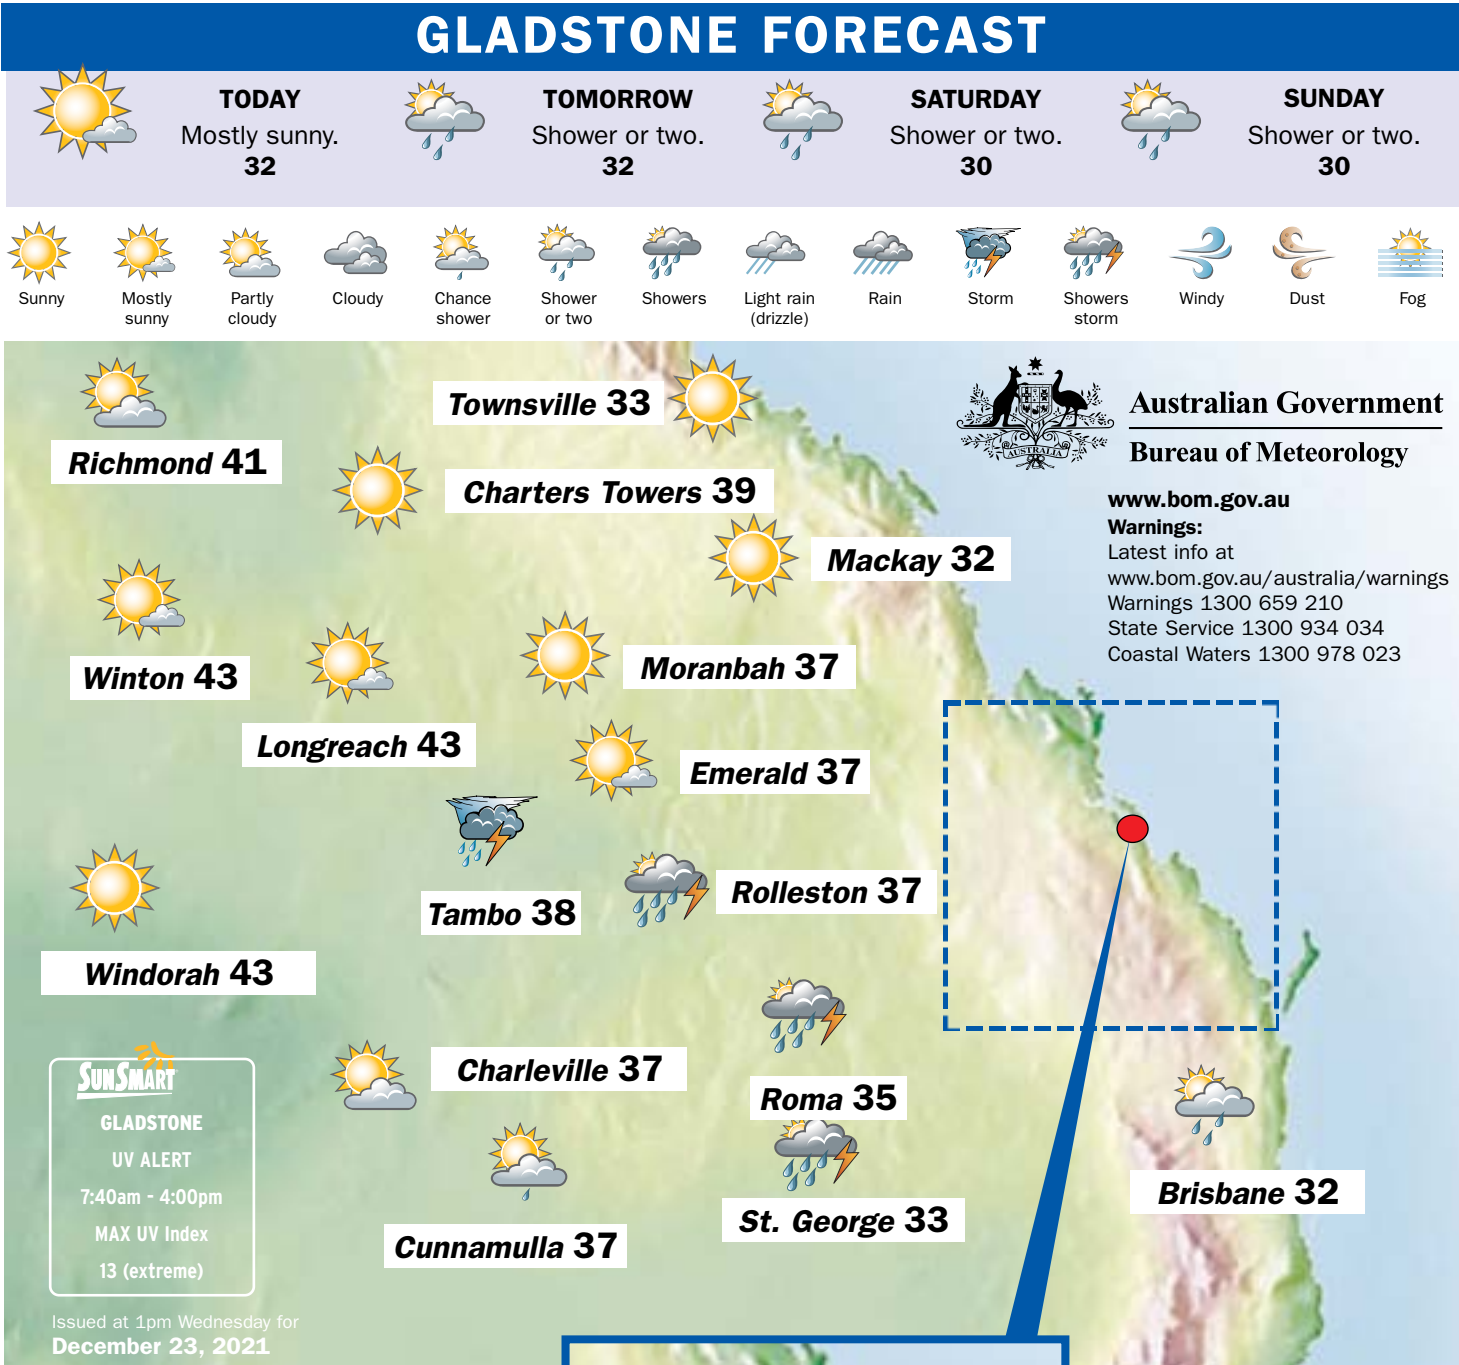 GLADSTONE FORECAST
TODAY
Mostly sunny.
32
TOMORROW
Shower or two.
32
SATURDAY
Shower or two.
30
SUNDAY
Shower or two.
30
Sunny
Mostly
sunny
Partly
cloudy
Cloudy
Chance
shower
Shower
or two
Showers
Light rain
(drizzle)
Rain
Storm
Showers
storm
Windy
Dust
Fog
Richmond 41
Townsville 33
Charters Towers 39
Mackay 32
AUSTRALIA
Australian Government
Bureau of Meteorology
www.bom.gov.au
Warnings:
Latest info at
www.bom.gov.au/australia/warnings
Warnings 1300 659 210
State Service 1300 934 034
Coastal Waters 1300 978 023
Winton 43
Moranbah 37
Longreach 43
Emerald 37
Tambo 38
Rolleston 37
Windorah 43
Charleville 37
Roma 35
St. George 33
Brisbane 32
Cunnamulla 37
SUNSMART
GLADSTONE
UV ALERT
7:40am - 4:00pm
MAX UV Index
13 (extreme)
Issued at 1pm Wednesday for
December 23, 2021